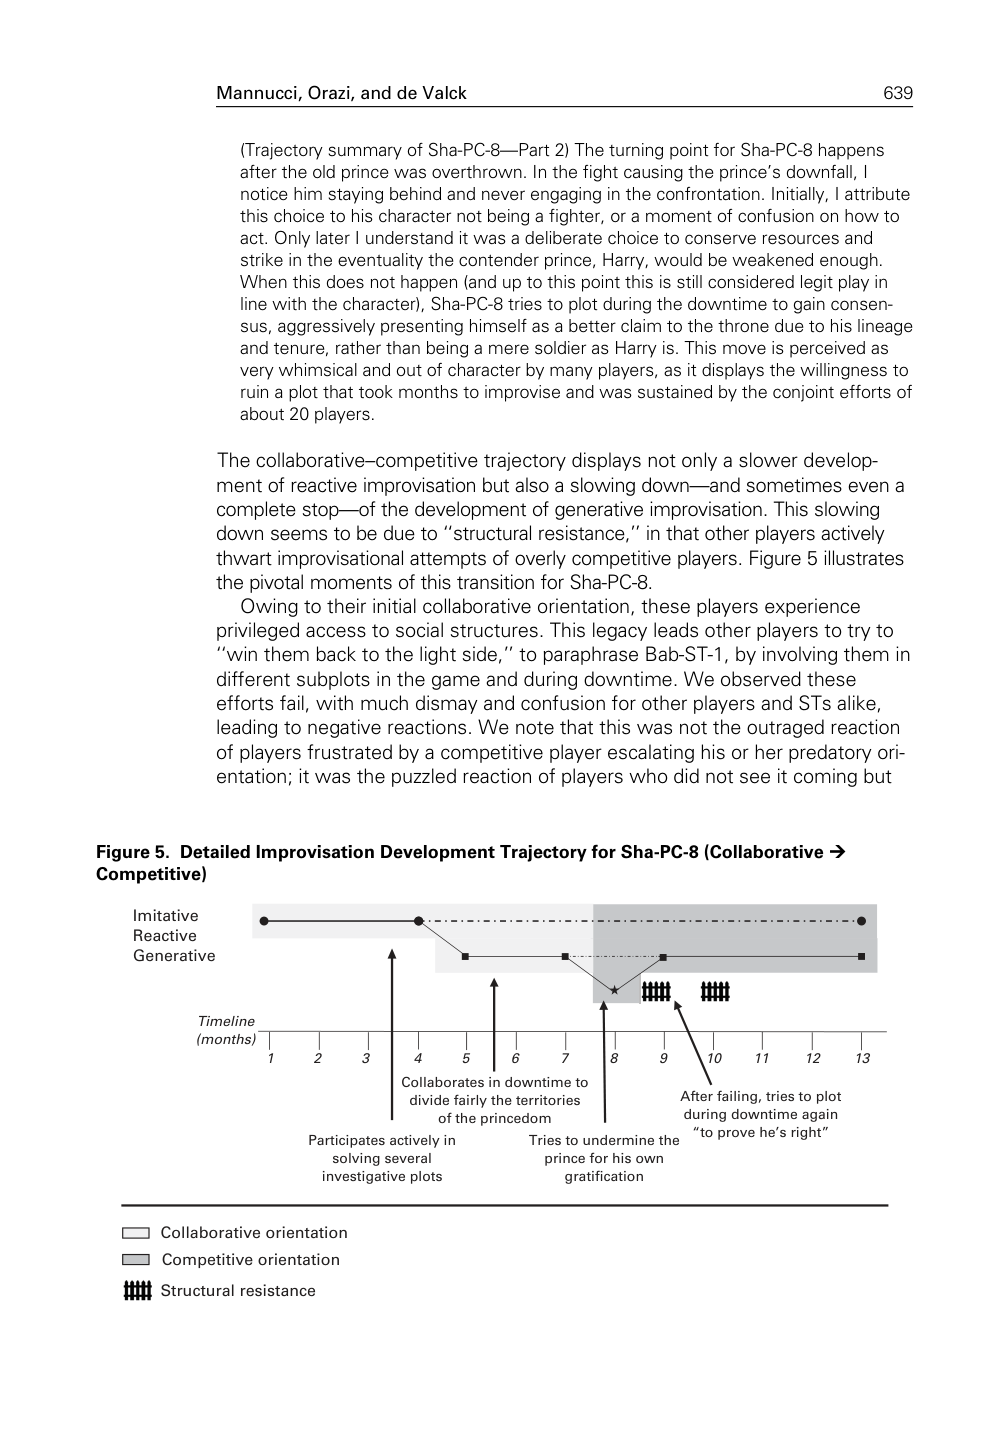 Mannucci, Orazi, and de Valck 639
(Trajectory summary of Sha-PC-8—Part 2) The turning point for Sha-PC-8 happens
after the old prince was overthrown. In the fight causing the prince's downfall, I
notice him staying behind and never engaging in the confrontation. Initially, I attribute
this choice to his character not being a fighter, or a moment of confusion on how to
act. Only later I understand it was a deliberate choice to conserve resources and
strike in the eventuality the contender prince, Harry, would be weakened enough.
When this does not happen (and up to this point this is still considered legit play in
line with the character), Sha-PC-8 tries to plot during the downtime to gain consen-
sus, aggressively presenting himself as a better claim to the throne due to his lineage
and tenure, rather than being a mere soldier as Harry is. This move is perceived as
very whimsical and out of character by many players, as it displays the willingness to
ruin a plot that took months to improvise and was sustained by the conjoint efforts of
about 20 players.
The collaborative–competitive trajectory displays not only a slower develop-
ment of reactive improvisation but also a slowing down—and sometimes even a
complete stop—of the development of generative improvisation. This slowing
down seems to be due to ''structural resistance,'' in that other players actively
thwart improvisational attempts of overly competitive players. Figure 5 illustrates
the pivotal moments of this transition for Sha-PC-8.
Owing to their initial collaborative orientation, these players experience
privileged access to social structures. This legacy leads other players to try to
''win them back to the light side,'' to paraphrase Bab-ST-1, by involving them in
different subplots in the game and during downtime. We observed these
efforts fail, with much dismay and confusion for other players and STs alike,
leading to negative reactions. We note that this was not the outraged reaction
of players frustrated by a competitive player escalating his or her predatory ori-
entation; it was the puzzled reaction of players who did not see it coming but
Figure 5. Detailed Improvisation Development Trajectory for Sha-PC-8 (Collaborative →
Competitive)
Imitative
Reactive
Generative
Timeline
(months)
1 2 3 4 5 6 7 8 9 10 11 12 13
Collaborates in downtime to
divide fairly the territories
of the princedom
After failing, tries to plot
during downtime again
“to prove he’s right”
Participates actively in
solving several
investigative plots
Tries to undermine the
prince for his own
gratification
Collaborative orientation
Competitive orientation
Structural resistance